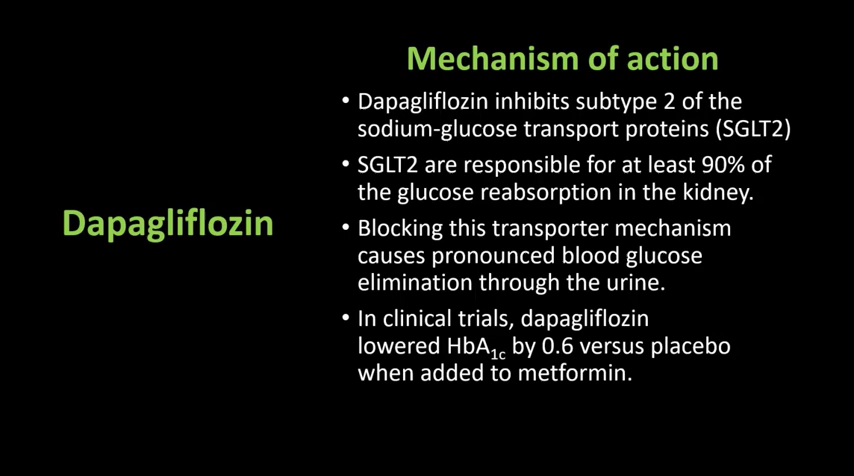 Mechanism of action
• Dapagliflozin inhibits subtype 2 of the
sodium-glucose transport proteins (SGLT2)
• SGLT2 are responsible for at least 90% of
the glucose reabsorption in the kidney.
Dapagliflozin
• Blocking this transporter mechanism
causes pronounced blood glucose
elimination through the urine.
• In clinical trials, dapagliflozin
lowered HbA1c by 0.6 versus placebo
when added to metformin.